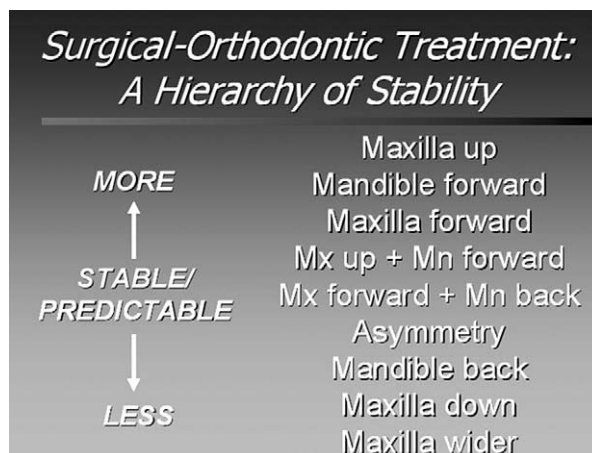 Surgical-Orthodontic Treatment:
A Hierarchy of Stability
MORE
STABLE/
PREDICTABLE
LESS
Maxilla up
Mandible forward
Maxilla forward
Mx up + Mn forward
Mx forward + Mn back
Asymmetry
Mandible back
Maxilla down
Maxilla wider